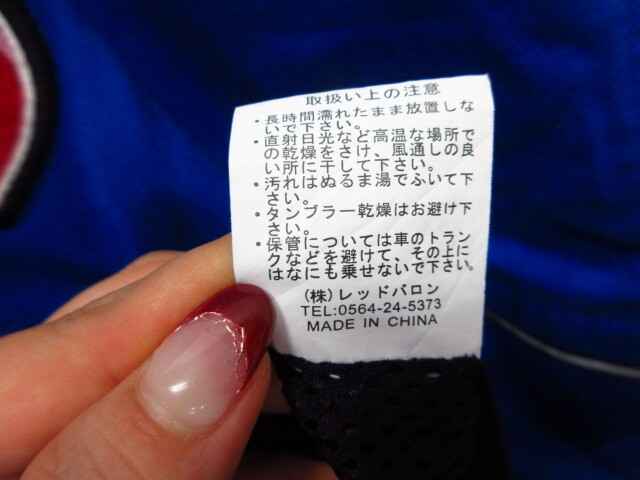 取扱い上の注意
・長時間濡れたまま放置しな
いで下さい。
・直射日光など高温な場所で
の乾燥をさけ、風通しの良
い所に干して下さい。
・汚れはぬるま湯でふいて下
さい。
・タンブラー乾燥はお避け下
さい。
・保管については車のトラン
クなどを避けて、その上に
はなにも乗せないで下さい。
(株)レッドバロン
TEL:0564-24-5373
MADE IN CHINA